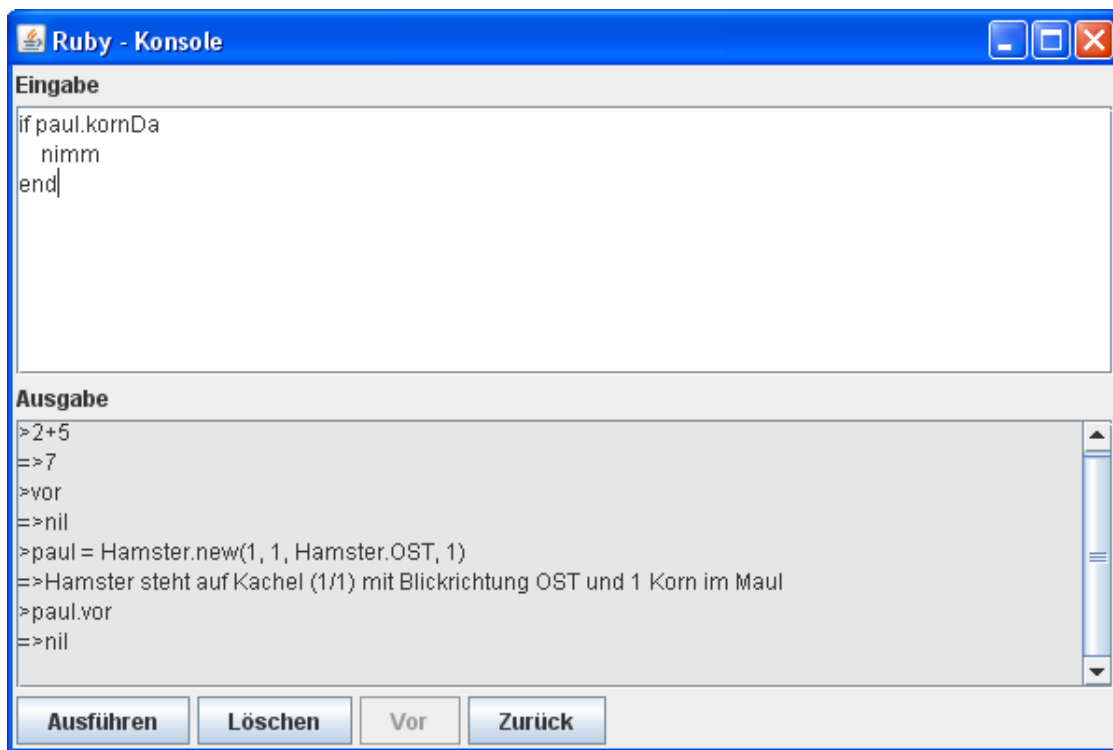 Ruby - Konsole
Eingabe
if paul.kornDa
    nimm
end
Ausgabe
>2+5
=>7
>vor
=>nil
>paul = Hamster.new(1, 1, Hamster.OST, 1)
=>Hamster steht auf Kachel (1/1) mit Blickrichtung OST und 1 Korn im Maul
>paul.vor
=>nil
Ausführen Löschen Vor Zurück